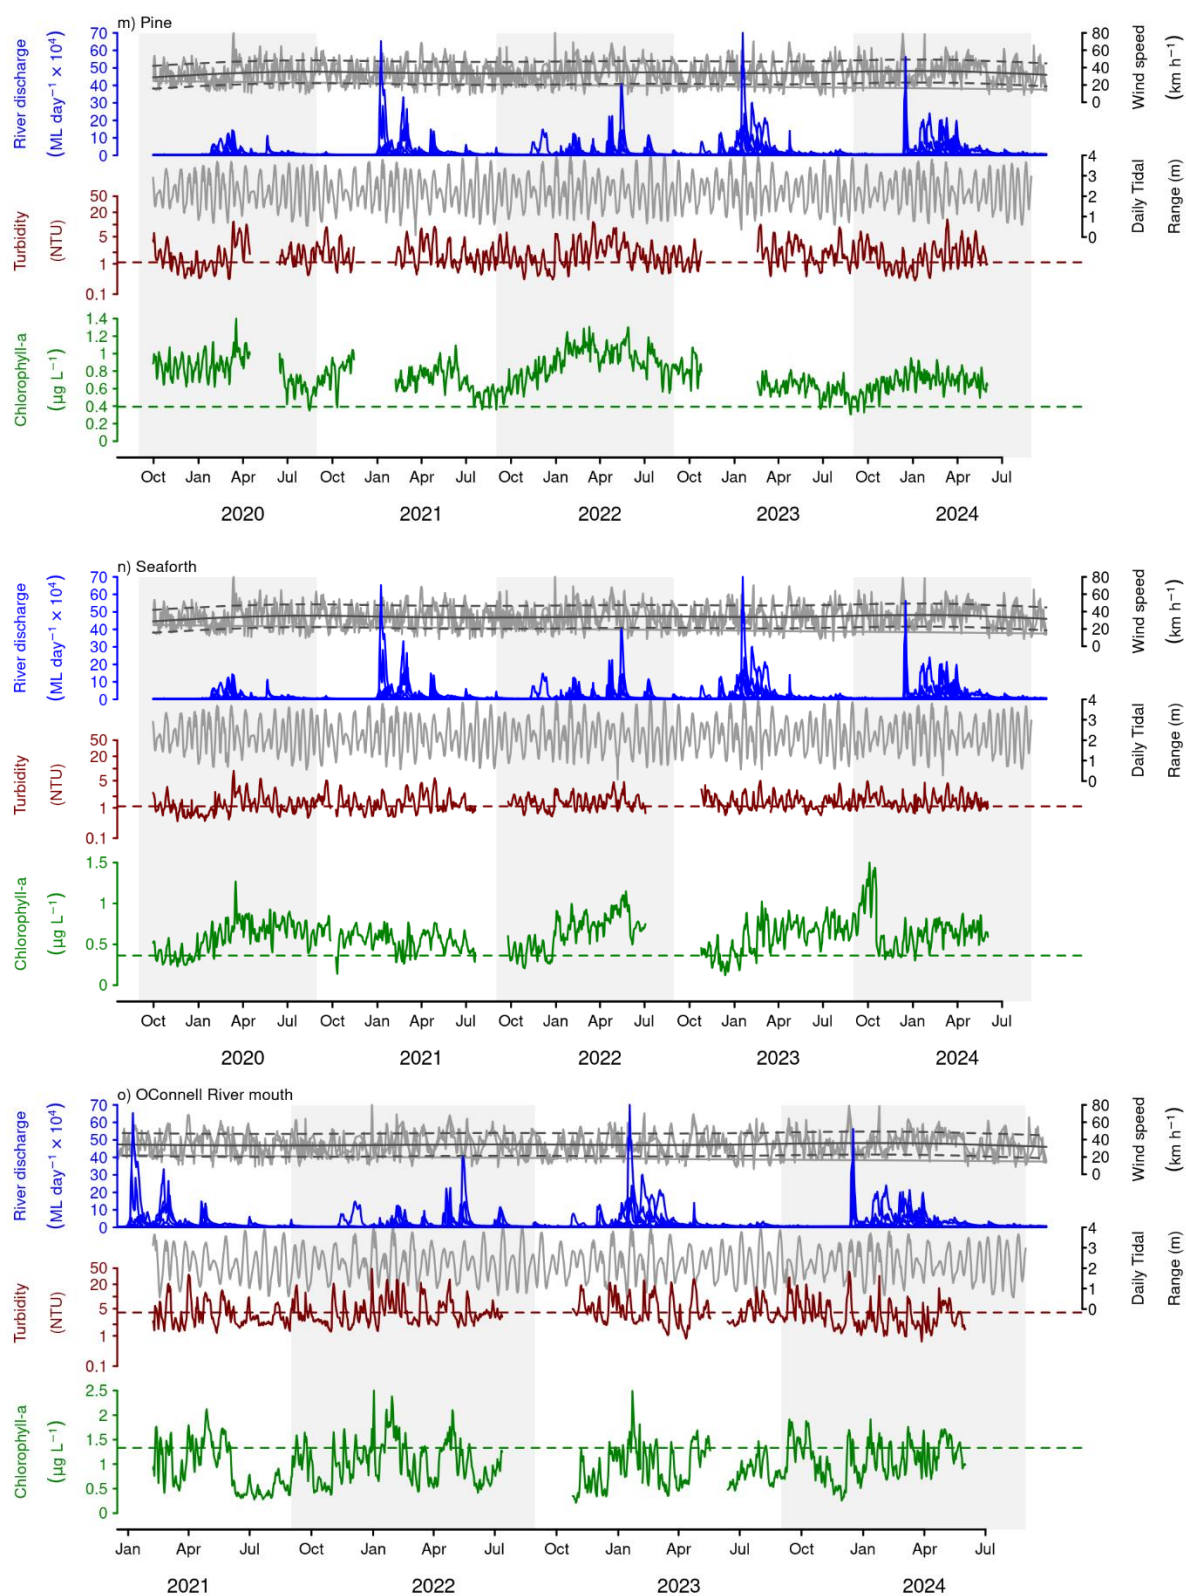 m) Pine
River discharge
(ML day−1 × 10⁴)
70
60
50
40
30
20
10
0
80
60
40
20
0
Wind speed
(km h−1)
4
3
2
1
0
Daily Tidal
Range (m)
Turbidity
(NTU)
50
20
5
1
0.1
Chlorophyll-a
(µg L−1)
1.4
1.2
1
0.8
0.6
0.4
0.2
0
Oct Jan Apr Jul Oct Jan Apr Jul Oct Jan Apr Jul Oct Jan Apr Jul Oct Jan Apr Jul
2020 2021 2022 2023 2024
n) Seaforth
River discharge
(ML day−1 × 10⁴)
70
60
50
40
30
20
10
0
80
60
40
20
0
Wind speed
(km h−1)
4
3
2
1
0
Daily Tidal
Range (m)
Turbidity
(NTU)
50
20
5
1
0.1
Chlorophyll-a
(µg L−1)
1.5
1
0.5
0
Oct Jan Apr Jul Oct Jan Apr Jul Oct Jan Apr Jul Oct Jan Apr Jul Oct Jan Apr Jul
2020 2021 2022 2023 2024
o) OConnell River mouth
River discharge
(ML day−1 × 10⁴)
70
60
50
40
30
20
10
0
80
60
40
20
0
Wind speed
(km h−1)
4
3
2
1
0
Daily Tidal
Range (m)
Turbidity
(NTU)
50
20
5
1
0.1
Chlorophyll-a
(µg L−1)
2.5
2
1.5
1
0.5
0
Jan Apr Jul Oct Jan Apr Jul Oct Jan Apr Jul Oct Jan Apr Jul
2021 2022 2023 2024